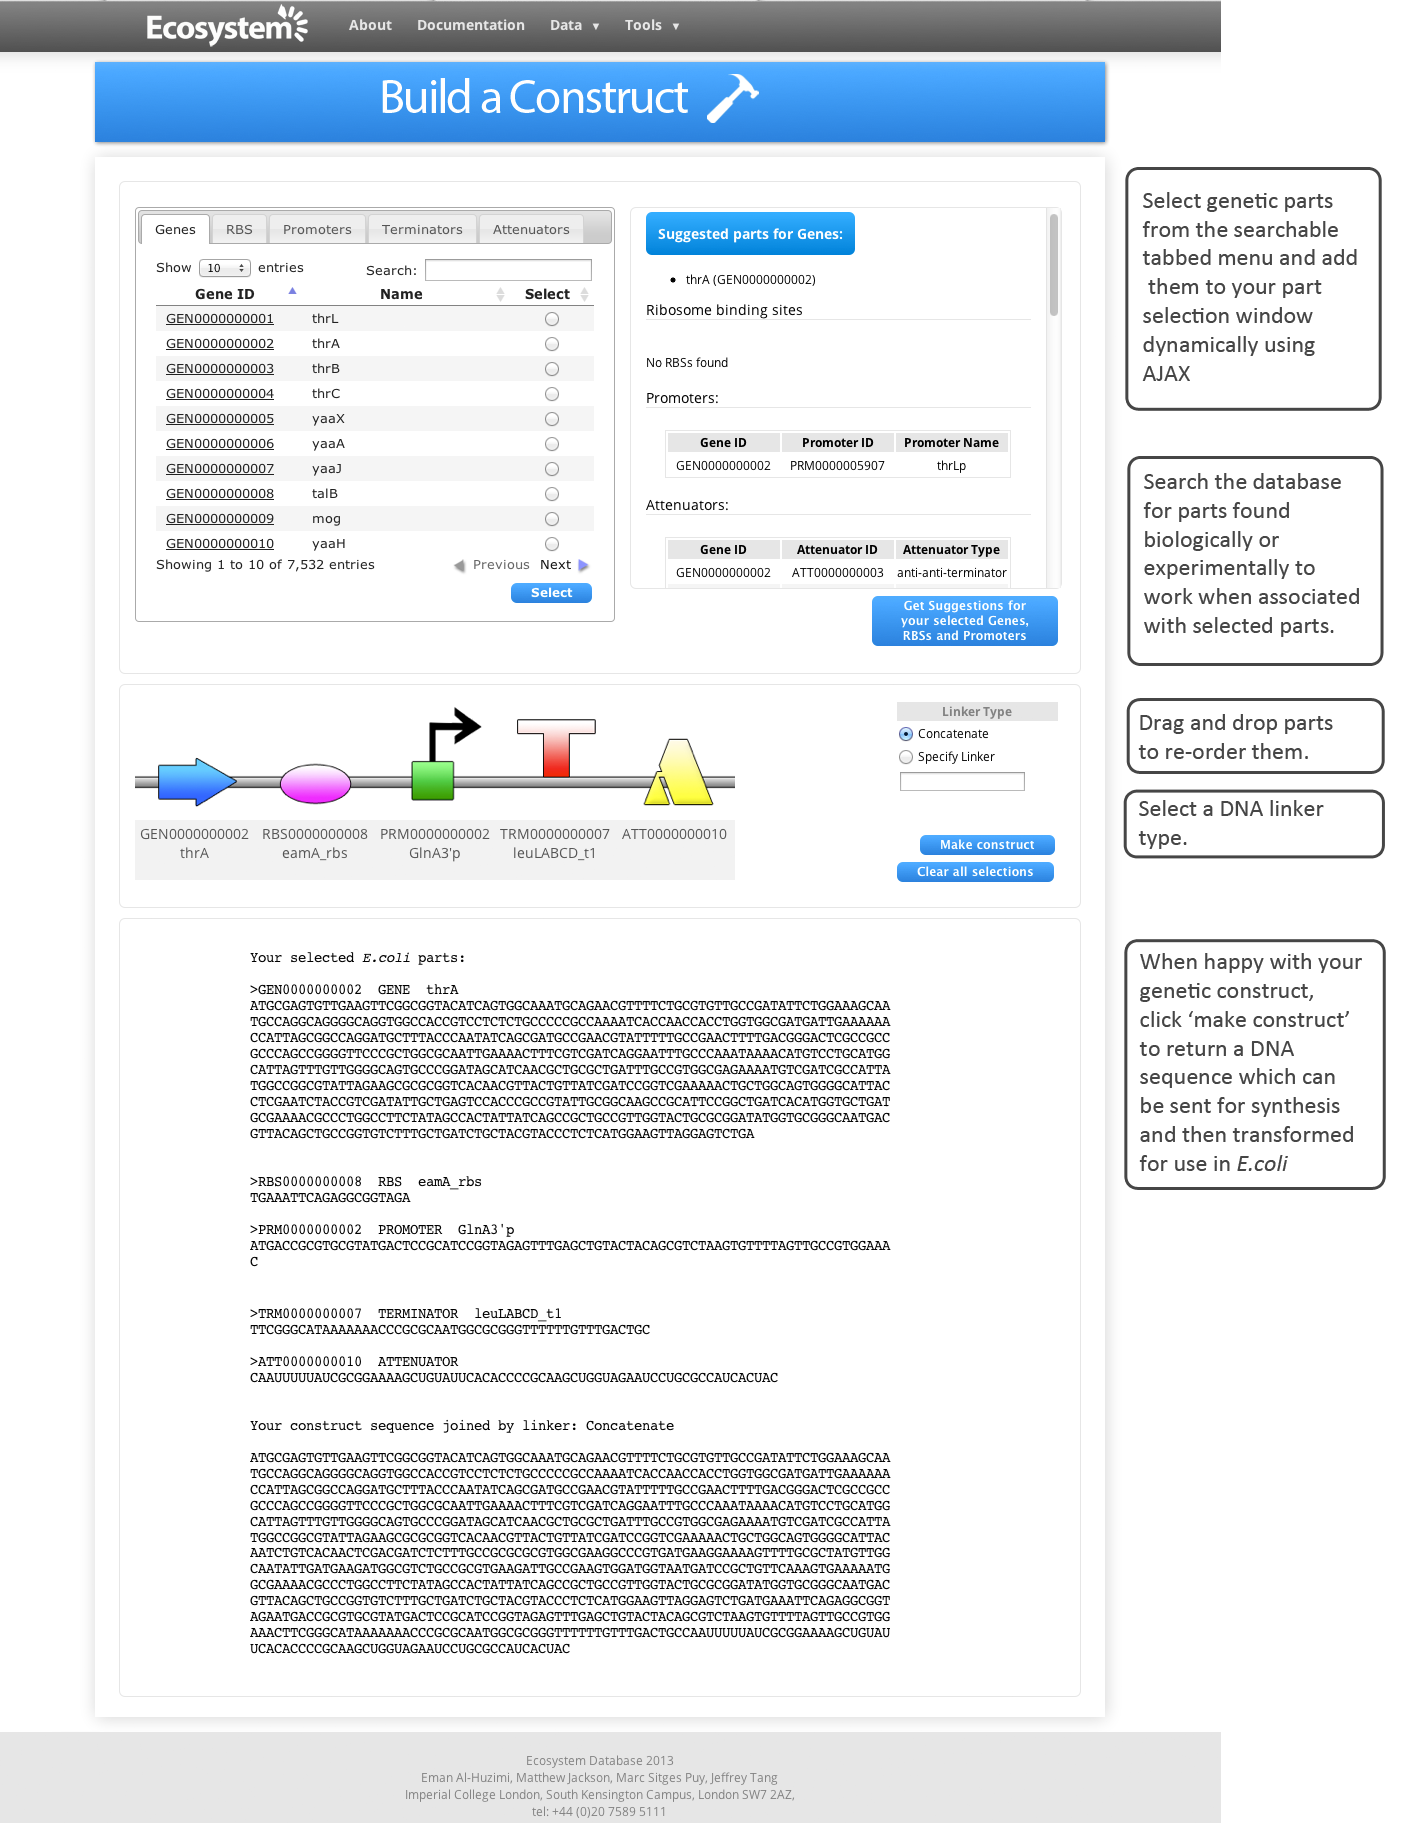 Ecosystem
About Documentation Data ▼ Tools ▼
Build a Construct
Genes RBS Promoters Terminators Attenuators
Show 10 entries
Search:
Gene ID Name Select
GEN0000000001 thrL
GEN0000000002 thrA
GEN0000000003 thrB
GEN0000000004 thrC
GEN0000000005 yaaX
GEN0000000006 yaaA
GEN0000000007 yaaJ
GEN0000000008 talB
GEN0000000009 mog
GEN0000000010 yaaH
Showing 1 to 10 of 7,532 entries
Previous Next
Select
Suggested parts for Genes:
• thrA (GEN0000000002)
Ribosome binding sites
No RBSs found
Promoters:
Gene ID Promoter ID Promoter Name
GEN0000000002 PRM0000005907 thrLp
Attenuators:
Gene ID Attenuator ID Attenuator Type
GEN0000000002 ATT0000000003 anti-anti-terminator
Get Suggestions for
your selected Genes,
RBSs and Promoters
Select genetic parts
from the searchable
tabbed menu and add
them to your part
selection window
dynamically using
AJAX
Search the database
for parts found
biologically or
experimentally to
work when associated
with selected parts.
GEN0000000002 RBS0000000008 PRM0000000002 TRM0000000007 ATT0000000010
thrA eamA_rbs GlnA3'p leuLABCD_t1
Linker Type
Concatenate
Specify Linker
Make construct
Clear all selections
Drag and drop parts
to re-order them.
Select a DNA linker
type.
Your selected E.coli parts:
>GEN0000000002 GENE thrA
ATGCGAGTGTTGAAGTTCGGCGGTACATCAGTGGCAAATGCAGAACGTTTTCTGCGTGTTGCCGATATTCTGGAAAGCAA
TGCCAGGCAGGGGCAGGTGGCCACCGTCCTCTCTGCCCCCGCCAAAATCACCAACCACCTGGTGGCGATGATTGAAAAAA
CCATTAGCGGCCAGGATGCTTTACCCAATATCAGCGATGCCGAACGTATTTTTGCCGAACTTTTGACGGGACTCGCCGCC
GCCCAGCCGGGGTTCCCGCTGGCGCAATTGAAAACTTTCGTCGATCAGGAATTTGCCCAAATAAAACATGTCCTGCATGG
CATTAGTTTGTTGGGGCAGTGCCCGGATAGCATCAACGCTGCGCTGATTTGCCGTGGCGAGAAAATGTCGATCGCCATTA
TGGCCGGCGTATTAGAAGCGCGCGGTCACAACGTTACTGTTATCGATCCGGTCGAAAAACTGCTGGCAGTGGGGCATTAC
CTCGAATCTACCGTCGATATTGCTGAGTCCACCCGCCGTATTGCGGCAAGCCGCATTCCGGCTGATCACATGGTGCTGAT
GCGAAAACGCCCTGGCCTTCTATAGCCACTATTATCAGCCGCTGCCGTTGGTACTGCGCGGATATGGTGCGGGCAATGAC
GTTACAGCTGCCGGTGTCTTTGCTGATCTGCTACGTACCCTCTCATGGAAGTTAGGAGTCTGA
>RBS0000000008 RBS eamA_rbs
TGAAATTCAGAGGCGGTAGA
>PRM0000000002 PROMOTER GlnA3'p
ATGACCGCGTGCGTATGACTCCGCATCCGGTAGAGTTTGAGCTGTACTACAGCGTCTAAGTGTTTTAGTTGCCGTGGAAA
C
>TRM0000000007 TERMINATOR leuLABCD_t1
TTCGGGCATAAAAAAACCCGCGCAATGGCGCGGGTTTTTTGTTTGACTGC
>ATT0000000010 ATTENUATOR
CAAUUUUUAUCGCGGAAAAGCUGUAUUCACACCCCGCAAGCUGGUAGAAUCCUGCGCCAUCACUAC
Your construct sequence joined by linker: Concatenate
ATGCGAGTGTTGAAGTTCGGCGGTACATCAGTGGCAAATGCAGAACGTTTTCTGCGTGTTGCCGATATTCTGGAAAGCAA
TGCCAGGCAGGGGCAGGTGGCCACCGTCCTCTCTGCCCCCGCCAAAATCACCAACCACCTGGTGGCGATGATTGAAAAAA
CCATTAGCGGCCAGGATGCTTTACCCAATATCAGCGATGCCGAACGTATTTTTGCCGAACTTTTGACGGGACTCGCCGCC
GCCCAGCCGGGGTTCCCGCTGGCGCAATTGAAAACTTTCGTCGATCAGGAATTTGCCCAAATAAAACATGTCCTGCATGG
CATTAGTTTGTTGGGGCAGTGCCCGGATAGCATCAACGCTGCGCTGATTTGCCGTGGCGAGAAAATGTCGATCGCCATTA
TGGCCGGCGTATTAGAAGCGCGCGGTCACAACGTTACTGTTATCGATCCGGTCGAAAAACTGCTGGCAGTGGGGCATTAC
AATCTGTCACAACTCGACGATCTCTTTGCCGCGCGCGTGGCGAAGGCCCGTGATGAAGGAAAAGTTTTGCGCTATGTTGG
CAATATTGATGAAGATGGCGTCTGCCGCGTGAAGATTGCCGAAGTGGATGGTAATGATCCGCTGTTCAAAGTGAAAAATG
GCGAAAACGCCCTGGCCTTCTATAGCCACTATTATCAGCCGCTGCCGTTGGTACTGCGCGGATATGGTGCGGGCAATGAC
GTTACAGCTGCCGGTGTCTTTGCTGATCTGCTACGTACCCTCTCATGGAAGTTAGGAGTCTGATGAAATTCAGAGGCGGT
AGAATGACCGCGTGCGTATGACTCCGCATCCGGTAGAGTTTGAGCTGTACTACAGCGTCTAAGTGTTTTAGTTGCCGTGG
AAACTTCGGGCATAAAAAAACCCGCGCAATGGCGCGGGTTTTTTGTTTGACTGCCAAUUUUUAUCGCGGAAAAGCUGUAU
UCACACCCCGCAAGCUGGUAGAAUCCUGCGCCAUCACUAC
When happy with your
genetic construct,
click ‘make construct’
to return a DNA
sequence which can
be sent for synthesis
and then transformed
for use in E.coli
Ecosystem Database 2013
Eman Al-Huzimi, Matthew Jackson, Marc Sitges Puy, Jeffrey Tang
Imperial College London, South Kensington Campus, London SW7 2AZ,
tel: +44 (0)20 7589 5111